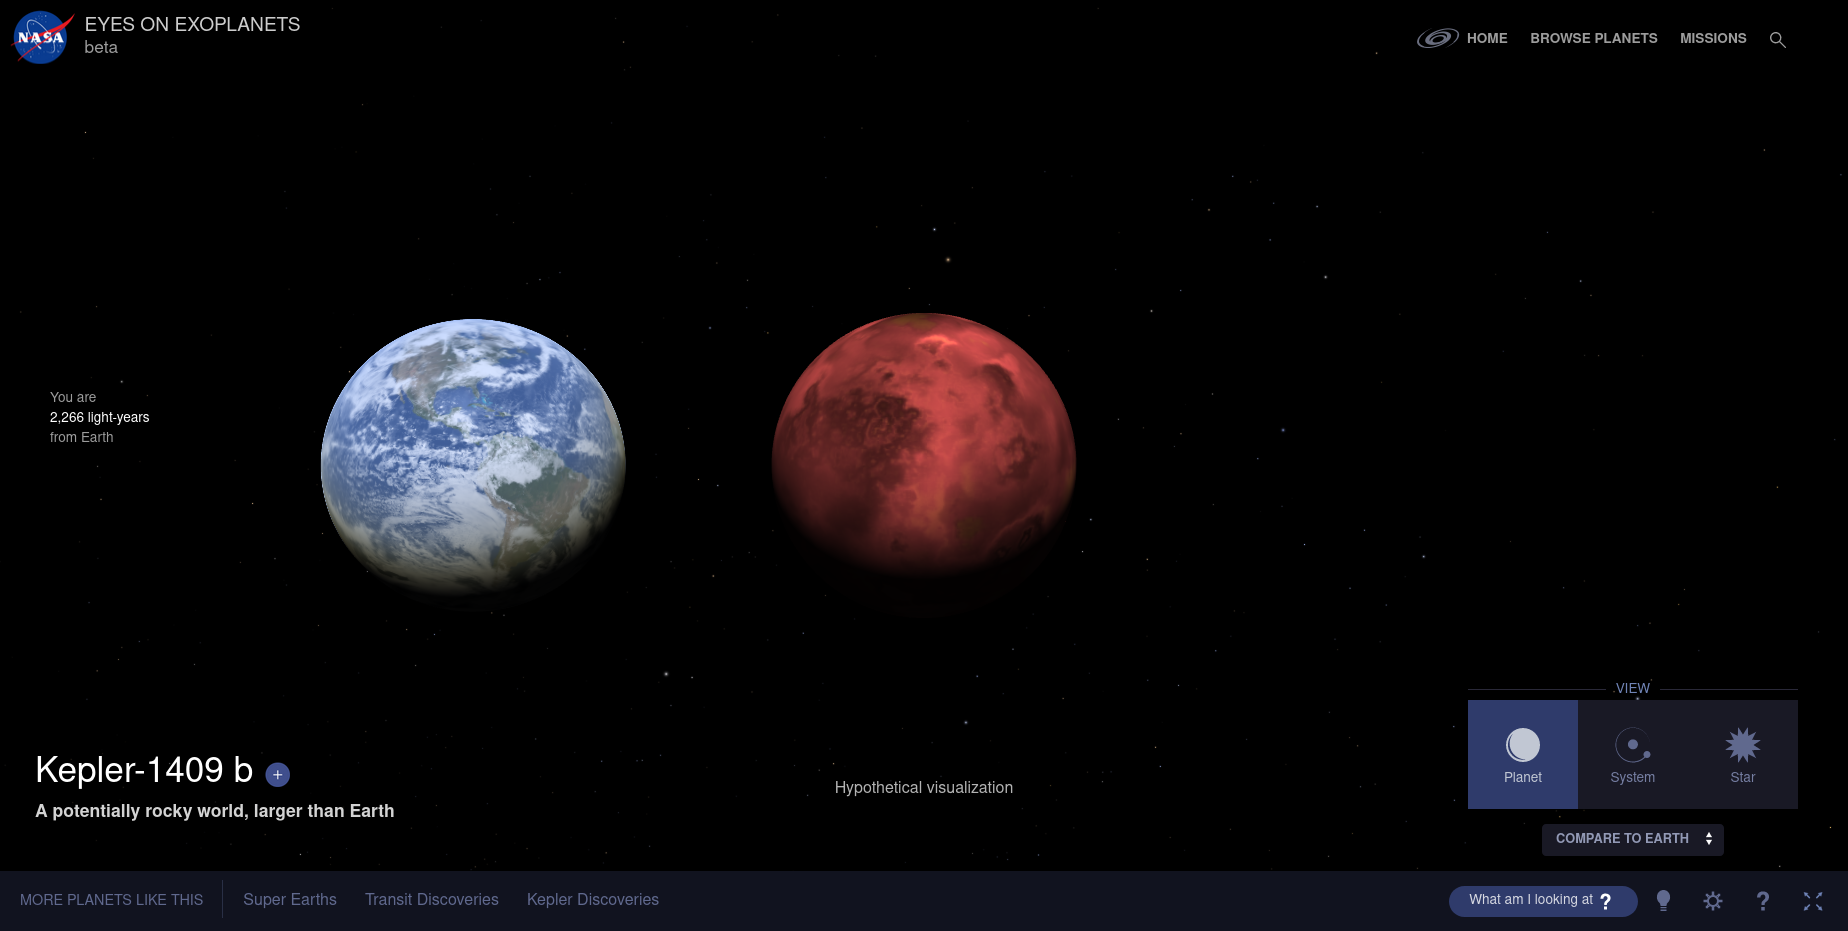 NASA
EYES ON EXOPLANETS
beta
HOME
BROWSE PLANETS
MISSIONS
You are
2,266 light-years
from Earth
Kepler-1409 b +
A potentially rocky world, larger than Earth
Hypothetical visualization
VIEW
Planet
System
Star
COMPARE TO EARTH
MORE PLANETS LIKE THIS
Super Earths
Transit Discoveries
Kepler Discoveries
What am I looking at ?
?